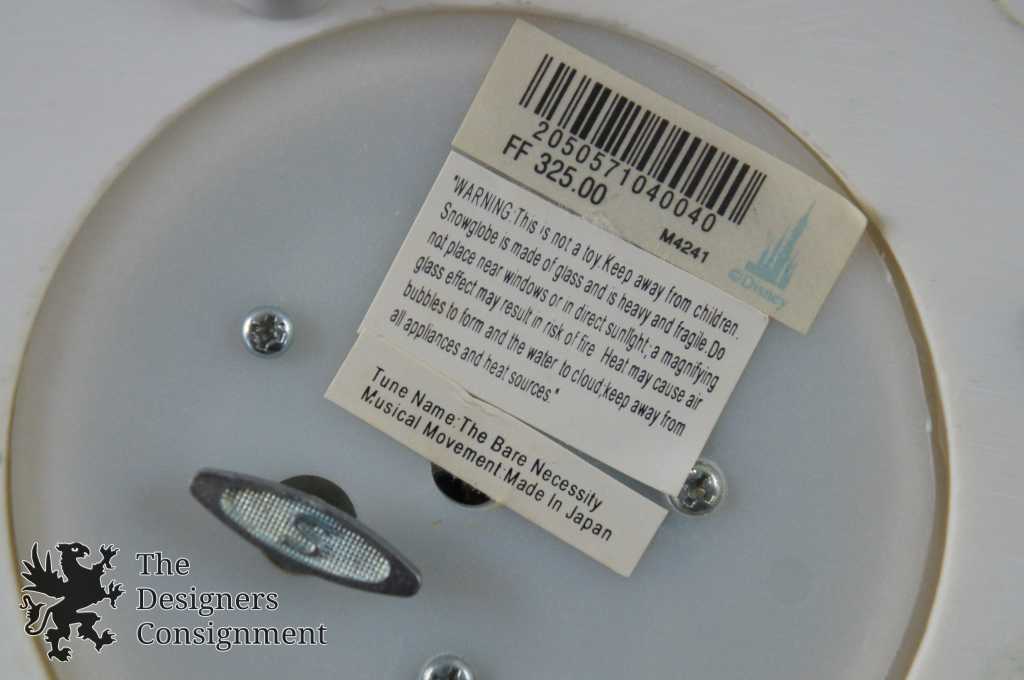 2050571040040
FF 325.00
M4241
©Disney
"WARNING:This is not a toy.Keep away from children.
Snowglobe is made of glass and is heavy and fragile.Do
not place near windows or in direct sunlight; a magnifying
glass effect may result in risk of fire Heat may cause air
bubbles to form and the water to cloud;keep away from
all appliances and heat sources."
Tune Name:The Bare Necessity
Musical Movement:Made In Japan
The
Designers
Consignment